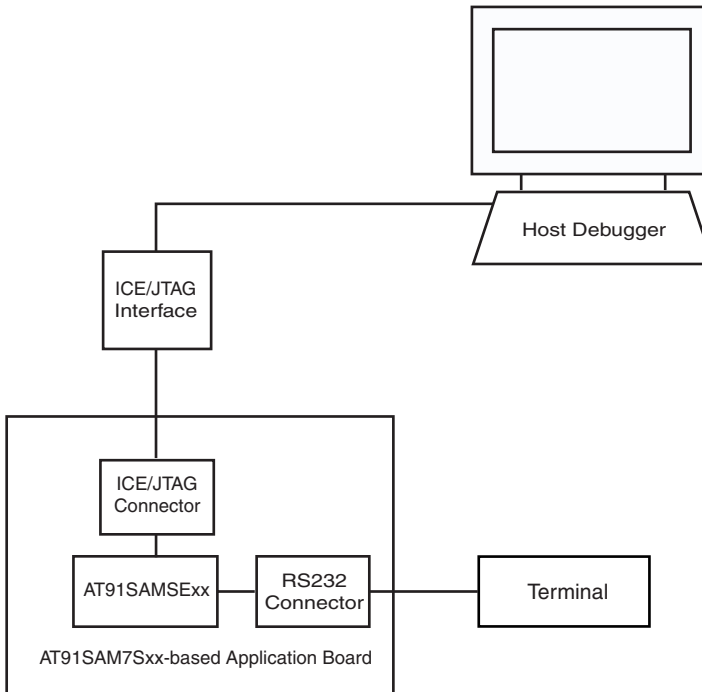 Host Debugger
ICE/JTAG
Interface
ICE/JTAG
Connector
AT91SAMSExx
RS232
Connector
Terminal
AT91SAM7Sxx-based Application Board